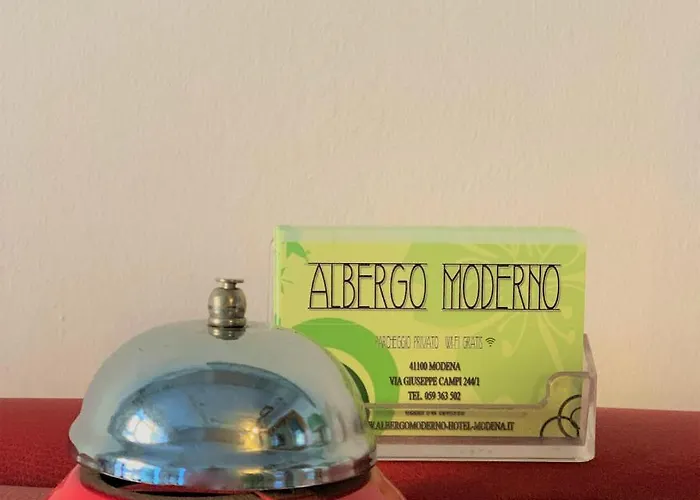 ALBERGO MODERNO
PARCHEGGIO PRIVATO WI.FI GRATIS
41100 MODENA
VIA GIUSEPPE CAMPI 244/1
TEL. 059 363 502
.ALBERGOMODERNO-HOTEL-MODENA.IT